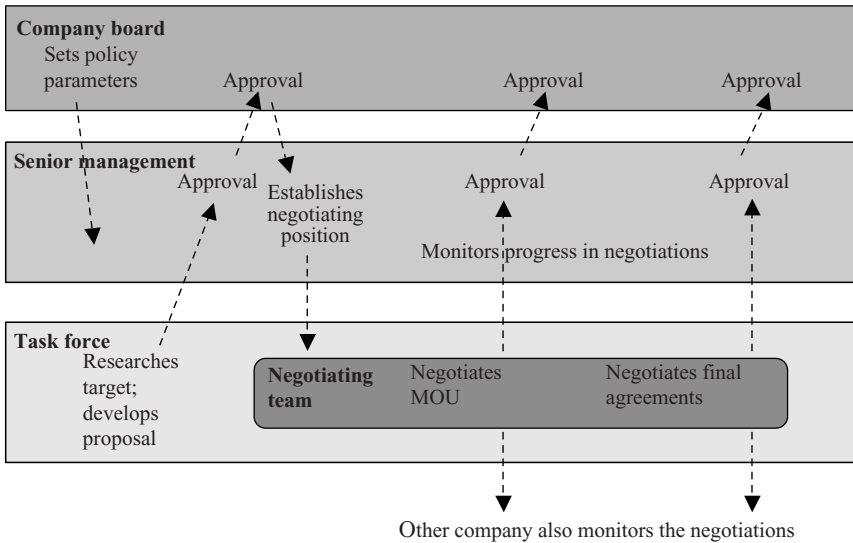 Company board
Sets policy
parameters
Approval
Approval
Approval
Senior management
Approval
Establishes
negotiating
position
Approval
Approval
Monitors progress in negotiations
Task force
Researches
target;
develops
proposal
Negotiating
team
Negotiates
MOU
Negotiates final
agreements
Other company also monitors the negotiations